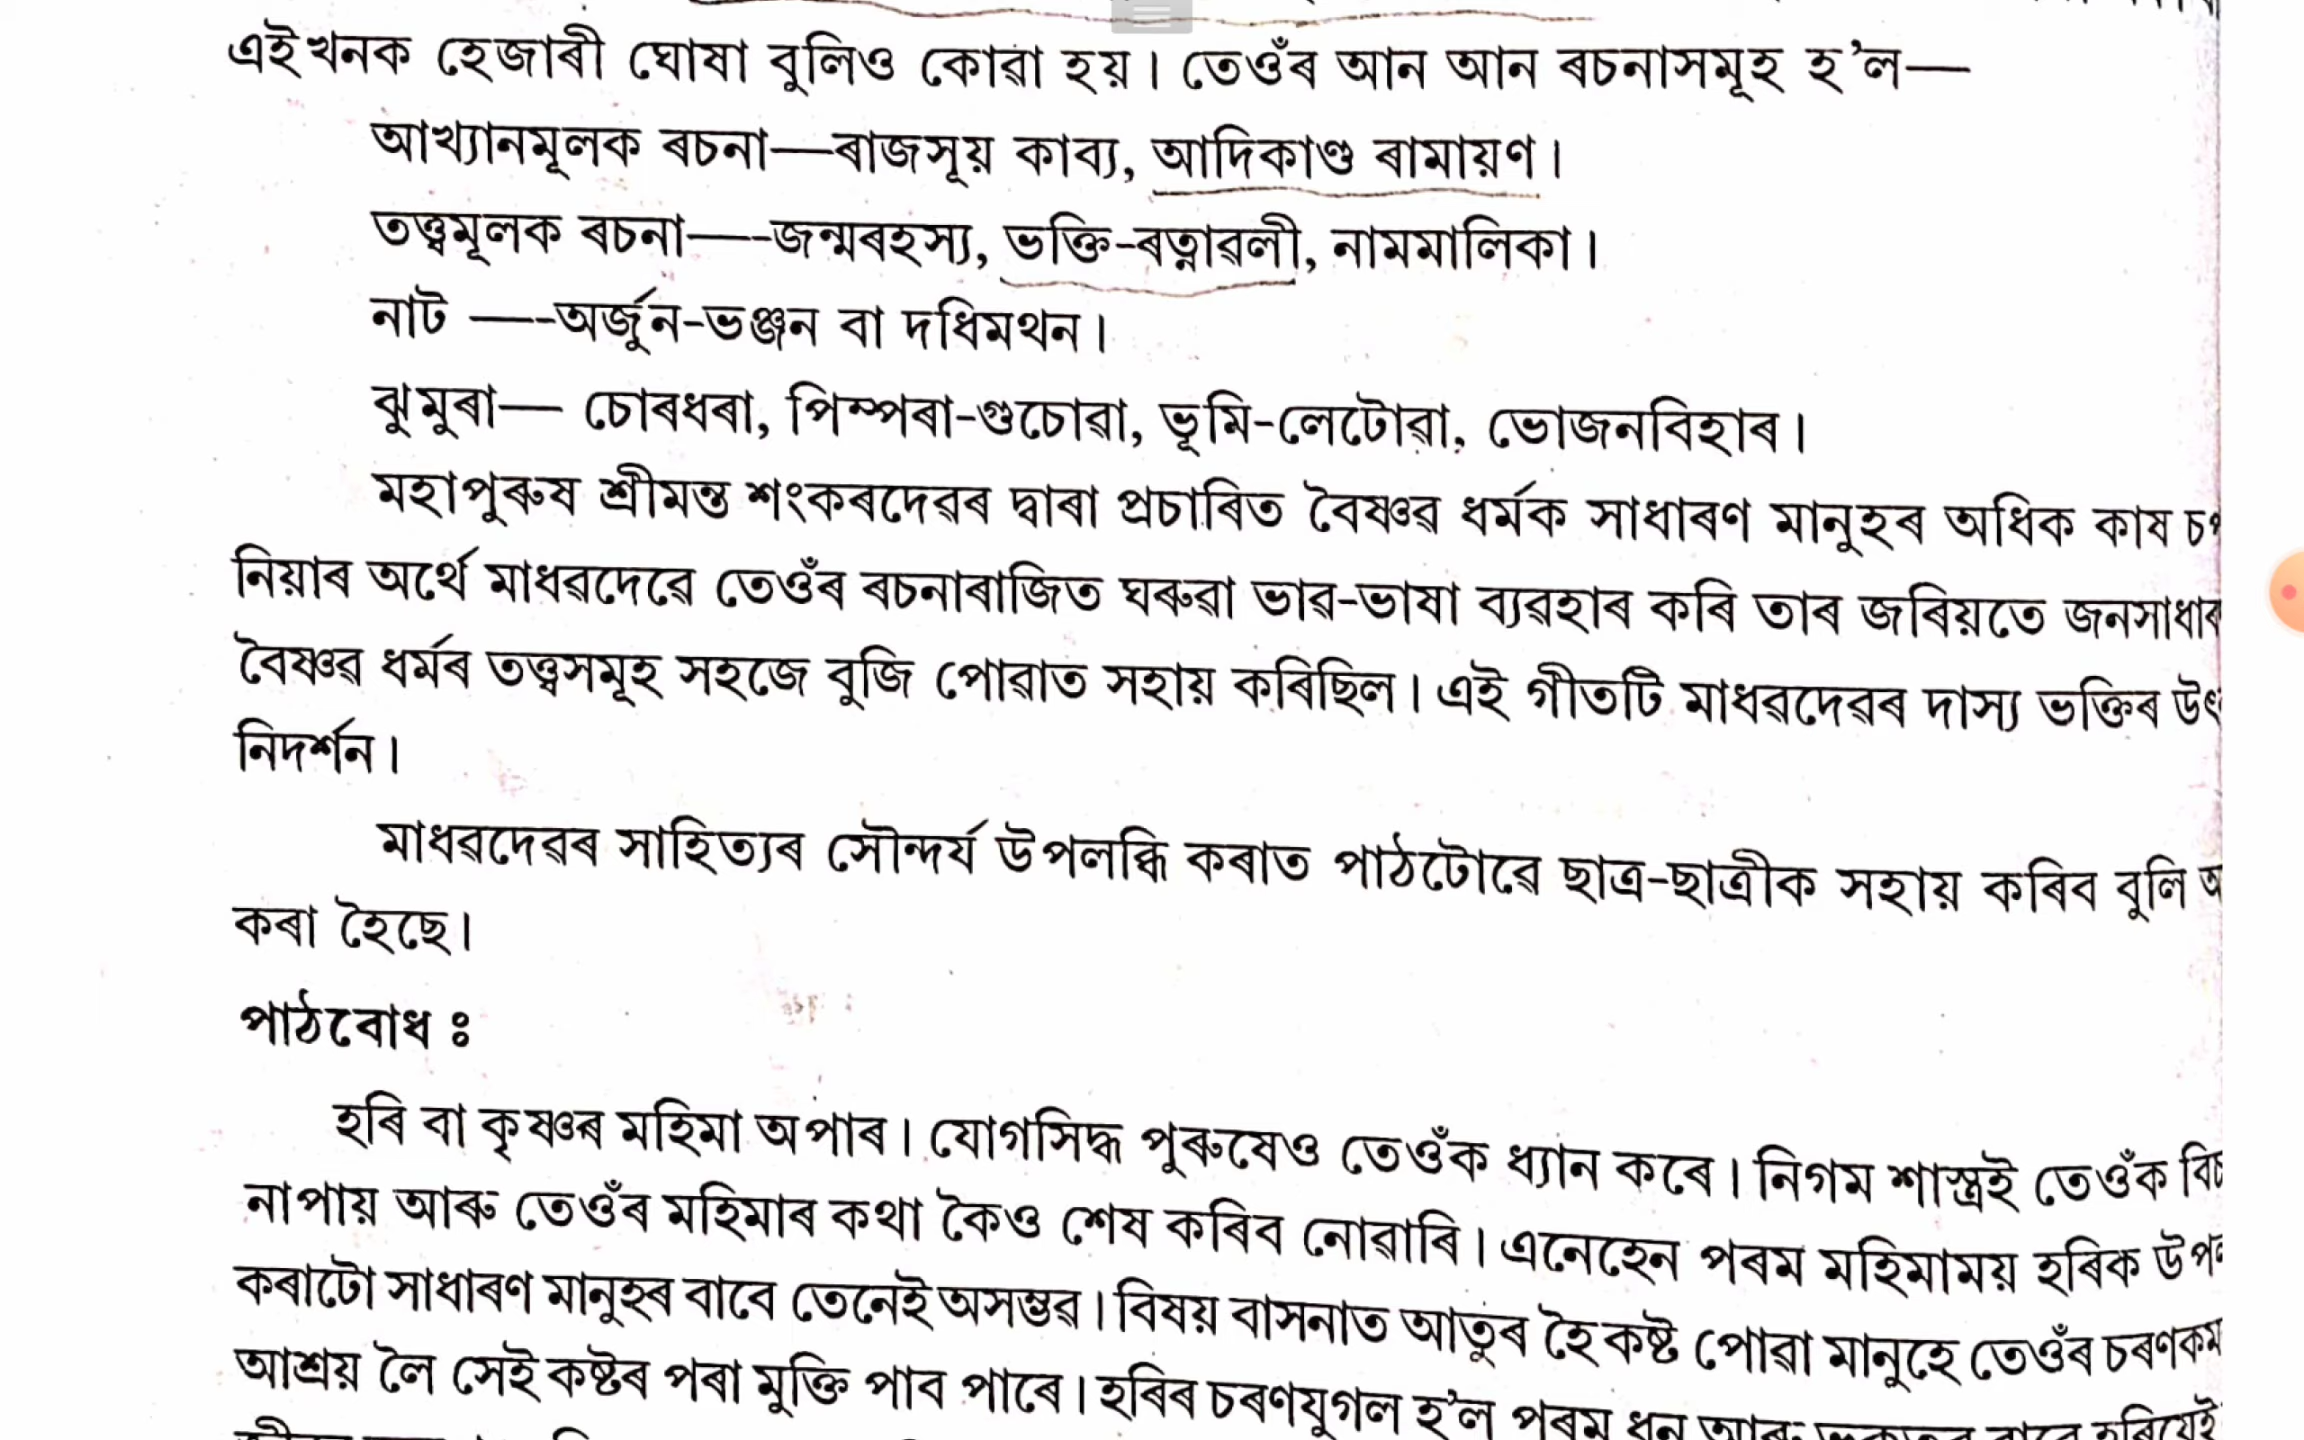 এইখনক হেজাৰী ঘোষা বুলিও কোৱা হয়। তেওঁৰ আন আন ৰচনাসমূহ হ'ল—
আখ্যানমূলক ৰচনা—ৰাজসূয় কাব্য, আদিকাণ্ড ৰামায়ণ।
তত্ত্বমূলক ৰচনা—-জন্মৰহস্য, ভক্তি-ৰত্নাৱলী, নামমালিকা।
নাট —-অৰ্জুন-ভঞ্জন বা দধিমথন।
ঝুমুৰা— চোৰধৰা, পিম্পৰা-গুচোৱা, ভূমি-লেটোৱা, ভোজনবিহাৰ।
মহাপুৰুষ শ্ৰীমন্ত শংকৰদেৱৰ দ্বাৰা প্ৰচাৰিত বৈষ্ণৱ ধৰ্মক সাধাৰণ মানুহৰ অধিক কাষ
নিয়াৰ অৰ্থে মাধৱদেৱে তেওঁৰ ৰচনাৰাজিত ঘৰুৱা ভাৱ-ভাষা ব্যৱহাৰ কৰি তাৰ জৰিয়তে
বৈষ্ণৱ ধৰ্মৰ তত্ত্বসমূহ সহজে বুজি পোৱাত সহায় কৰিছিল। এই গীতটি মাধৱদেৱৰ দাস্য ভক্তিৰ
নিদৰ্শন।
মাধৱদেৱৰ সাহিত্যৰ সৌন্দৰ্য উপলব্ধি কৰাত পাঠটোৱে ছাত্ৰ-ছাত্ৰীক সহায় কৰিব বুলি
কৰা হৈছে।
পাঠবোধ ঃ
হৰি বা কৃষ্ণৰ মহিমা অপাৰ। যোগসিদ্ধ পুৰুষেও তেওঁক ধ্যান কৰে। নিগম শাস্ত্ৰই তেওঁক
নাপায় আৰু তেওঁৰ মহিমাৰ কথা কৈও শেষ কৰিব নোৱাৰি। এনেহেন পৰম মহিমাময় হৰিক
কৰাটো সাধাৰণ মানুহৰ বাবে তেনেই অসম্ভৱ। বিষয় বাসনাত আতুৰ হৈ কষ্ট পোৱা মানুহে তেওঁৰ
আশ্ৰয় লৈ সেই কষ্টৰ পৰা মুক্তি পাব পাৰে। হৰিৰ চৰণযুগল হ'ল পৰম ধন আৰু